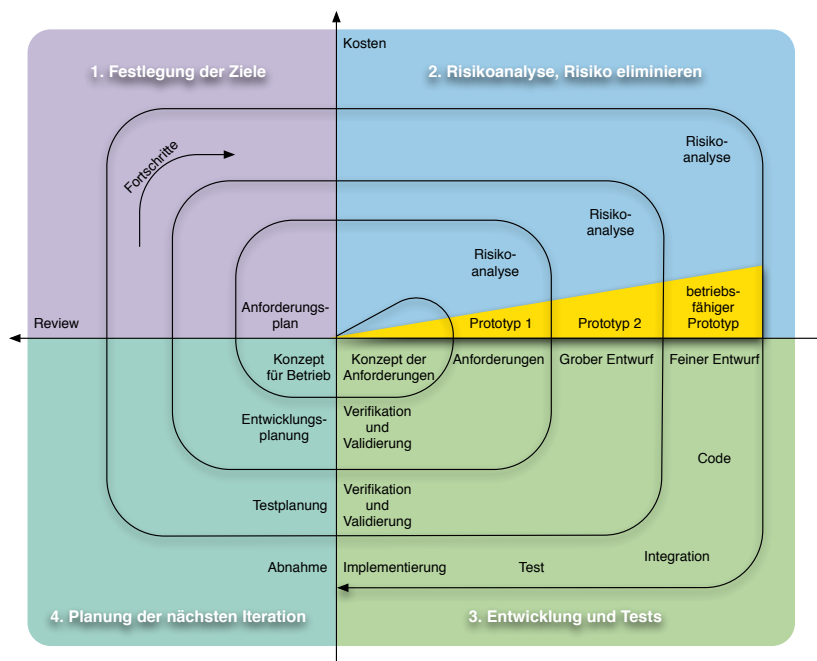 Kosten
1. Festlegung der Ziele
2. Risikoanalyse, Risiko eliminieren
Fortschritte
Risiko-
analyse
Risiko-
analyse
Risiko-
analyse
Review
Anforderungs-
plan
Prototyp 1
Prototyp 2
betriebs-
fähiger
Prototyp
Konzept
für Betrieb
Konzept der
Anforderungen
Anforderungen
Grober Entwurf
Feiner Entwurf
Entwicklungs-
planung
Verifikation
und
Validierung
Code
Testplanung
Verifikation
und
Validierung
Abnahme
Implementierung
Test
Integration
4. Planung der nächsten Iteration
3. Entwicklung und Tests